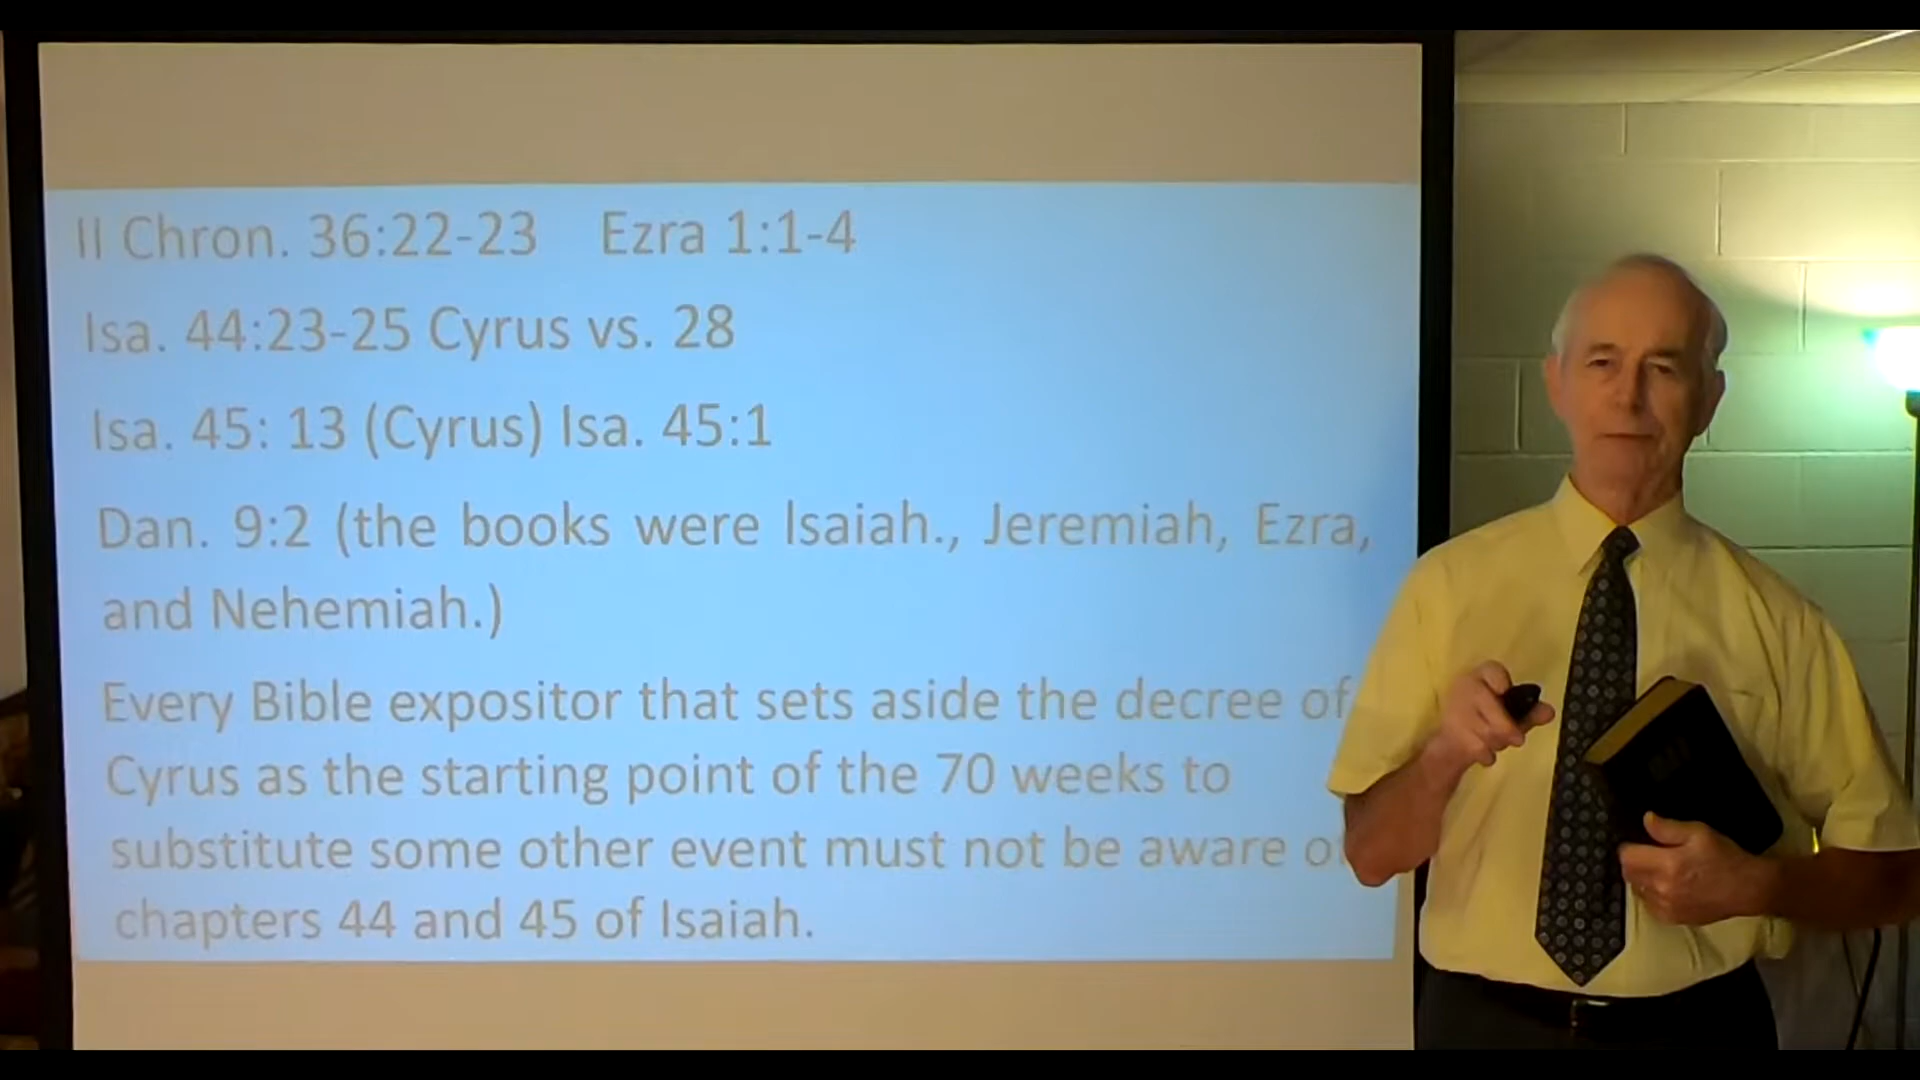 II Chron. 36:22-23 Ezra 1:1-4
Isa. 44:23-25 Cyrus vs. 28
Isa. 45: 13 (Cyrus) Isa. 45:1
Dan. 9:2 (the books were Isaiah., Jeremiah, Ezra,
and Nehemiah.)
Every Bible expositor that sets aside the decree of
Cyrus as the starting point of the 70 weeks to
substitute some other event must not be aware of
chapters 44 and 45 of Isaiah.